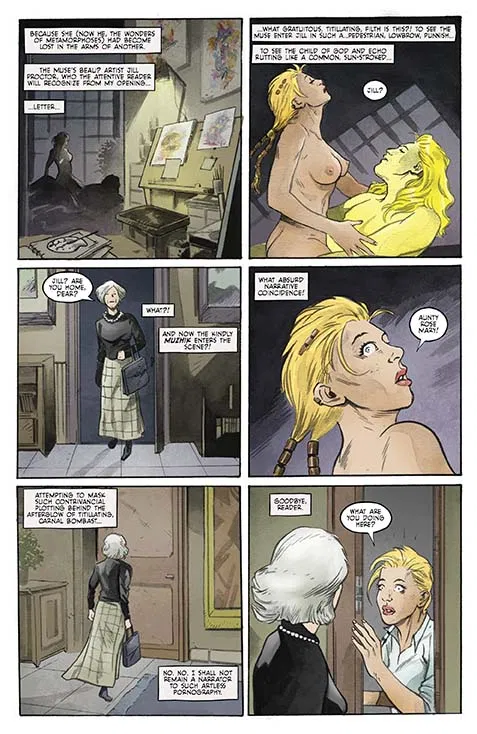 BECAUSE SHE (NOW HE, THE WONDERS
OF METAMORPHOSES) HAD BECOME
LOST IN THE ARMS OF ANOTHER.
THE MUSE'S BEAU? ARTIST JILL
PROCTOR, WHO THE ATTENTIVE READER
WILL RECOGNIZE FROM MY OPENING...
...LETTER...
...WHAT GRATUITOUS, TITILLATING, FILTH IS THIS?! TO SEE THE
MUSE ENTER JILL IN SUCH A...PEDESTRIAN, LOWBROW, PUNNISH...
TO SEE THE CHILD OF GOD AND ECHO
RUTTING LIKE A COMMON, SUN-STROKED...
JILL?
JILL? ARE
YOU HOME,
DEAR?
WHAT?!
AND NOW THE KINDLY
MUZHIK ENTERS THE
SCENE?!
WHAT ABSURD
NARRATIVE
COINCIDENCE!
AUNTY
ROSE
MARY!
ATTEMPTING TO MASK
SUCH CONTRIVANCIAL
PLOTTING BEHIND THE
AFTERGLOW OF TITILLATING,
CARNAL BOMBAST...
NO. NO. I SHALL NOT
REMAIN A NARRATOR
TO SUCH ARTLESS
PORNOGRAPHY.
GOODBYE,
READER.
WHAT ARE
YOU DOING
HERE?